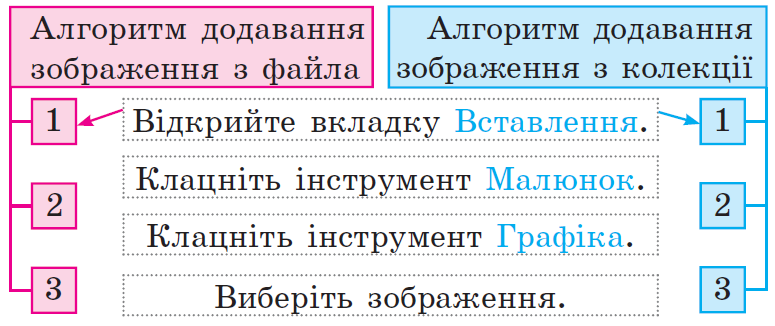 Алгоритм додавання
зображення з файла
Алгоритм додавання
зображення з колекції
1
Відкрийте вкладку Вставлення.
1
Клацніть інструмент Малюнок.
2
2
Клацніть інструмент Графіка.
3
Виберіть зображення.
3